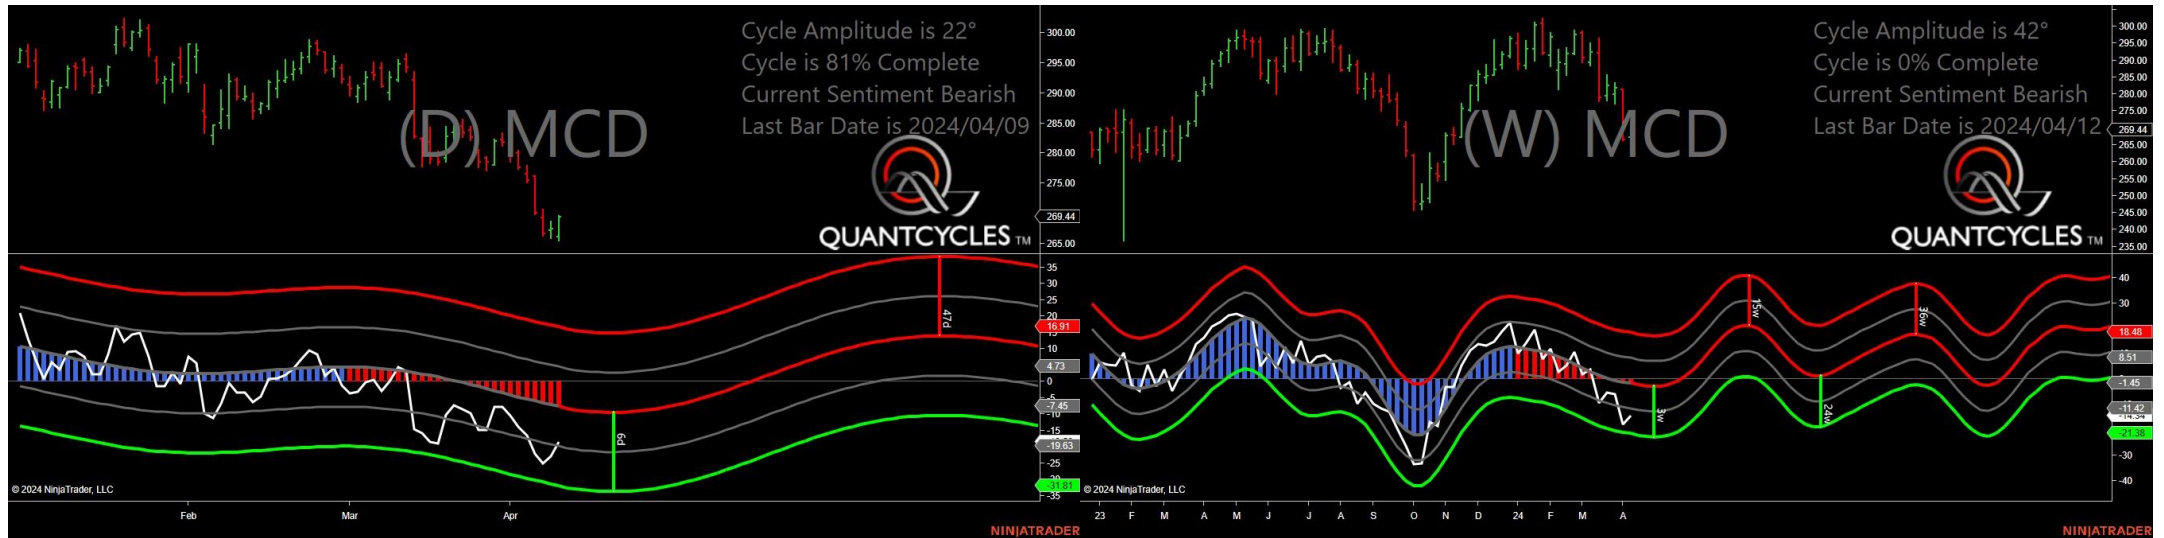 Cycle Amplitude is 22°
Cycle is 81% Complete
Current Sentiment Bearish
Last Bar Date is 2024/04/09
(D) MCD
QUANTCYCLES TM
300.00
295.00
290.00
285.00
280.00
275.00
269.44
265.00
35
30
25
20
16.91
10
4.73
0
-7.45
-10
-15
-19.63
-25
-31.81
-35
47d
6d
© 2024 NinjaTrader, LLC
Feb Mar Apr
NINJATRADER
Cycle Amplitude is 42°
Cycle is 0% Complete
Current Sentiment Bearish
Last Bar Date is 2024/04/12
(W) MCD
QUANTCYCLES TM
300.00
295.00
290.00
285.00
280.00
275.00
269.44
265.00
260.00
255.00
250.00
245.00
240.00
235.00
40
30
18.48
8.51
-1.45
-11.42
-21.38
-30
-40
15w
36w
3w
24w
© 2024 NinjaTrader, LLC
23 F M A M J J A S O N D 24 F M A
NINJATRADER